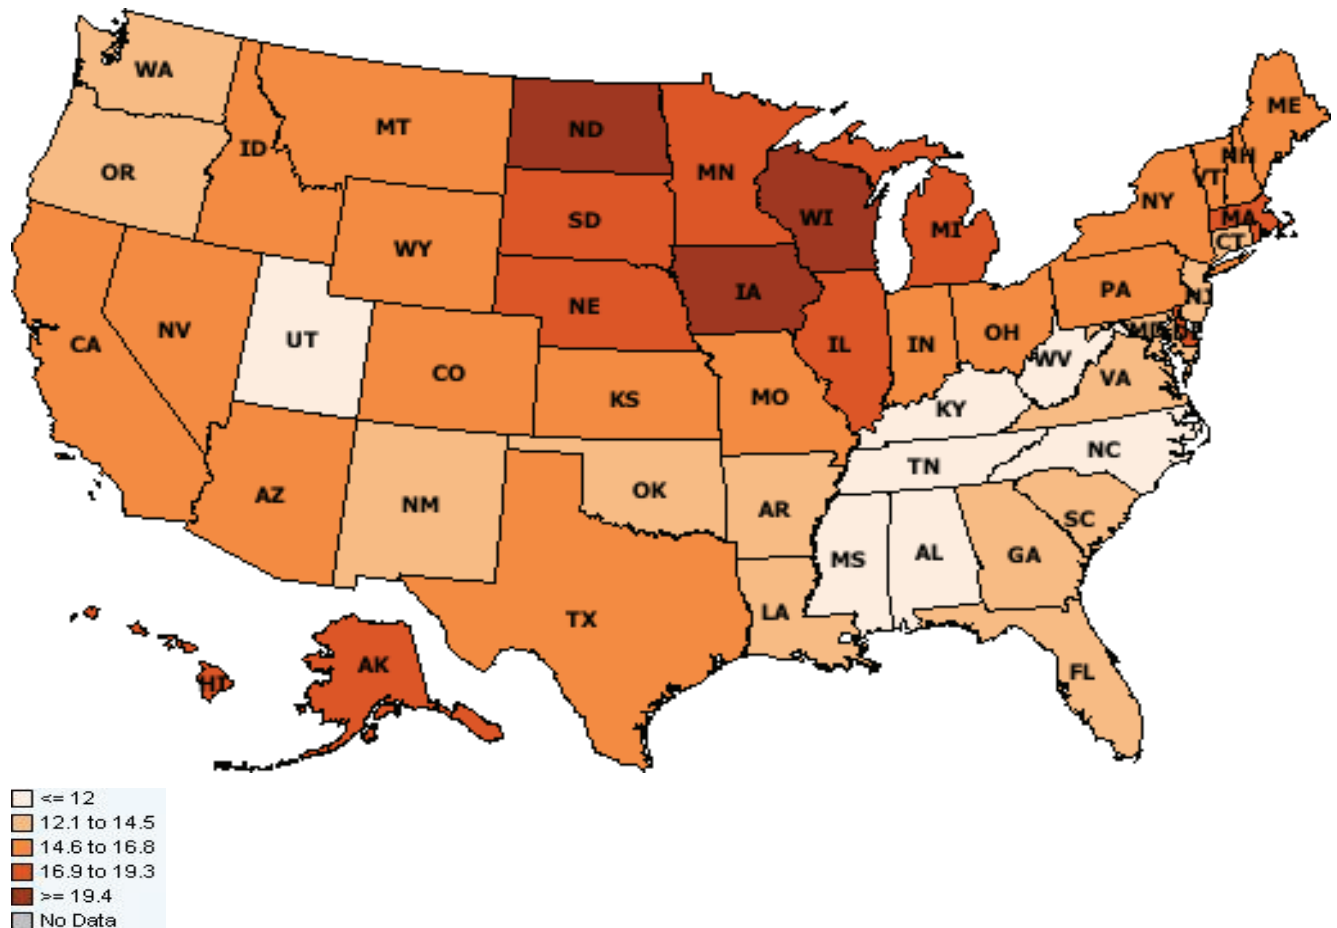 WA
MT
ND
ME
ID
OR
MN
NH
VT
NY
SD
WI
MI
MA
WY
CT
NE
IA
PA
NJ
NV
UT
CA
CO
IL
IN
OH
MD
DE
WV
VA
KS
MO
KY
NC
TN
AZ
NM
OK
AR
SC
MS
AL
GA
TX
LA
AK
HI
FL
<= 12
12.1 to 14.5
14.6 to 16.8
16.9 to 19.3
>= 19.4
No Data